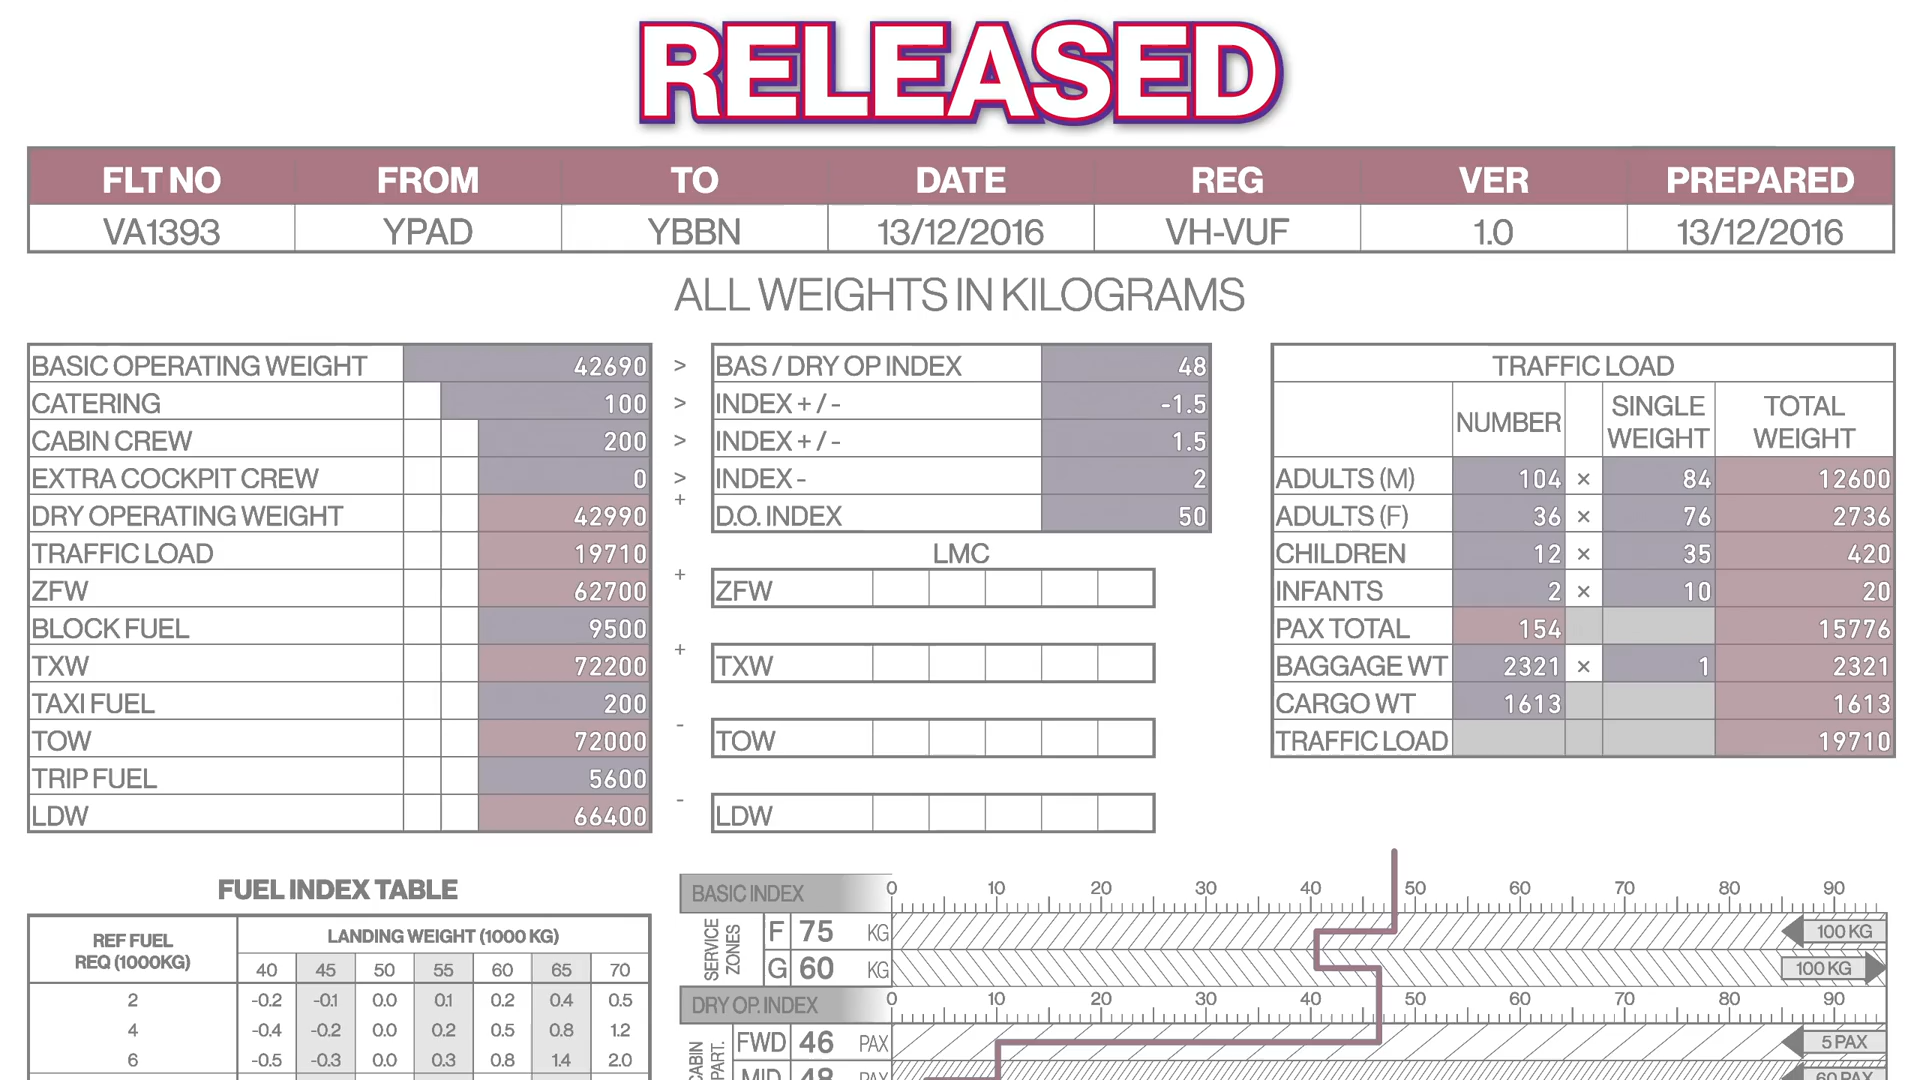 RELEASED
FLT NO FROM TO DATE REG VER PREPARED
VA1393 YPAD YBBN 13/12/2016 VH-VUF 1.0 13/12/2016
ALL WEIGHTS IN KILOGRAMS
BASIC OPERATING WEIGHT 42690
CATERING 100
CABIN CREW 200
EXTRA COCKPIT CREW 0
DRY OPERATING WEIGHT 42990
TRAFFIC LOAD 19710
ZFW 62700
BLOCK FUEL 9500
TXW 72200
TAXI FUEL 200
TOW 72000
TRIP FUEL 5600
LDW 66400
> BAS / DRY OP INDEX 48
> INDEX + / - -1.5
> INDEX + / - 1.5
> INDEX - 2
+ D.O. INDEX 50
LMC
+ ZFW
+ TXW
- TOW
- LDW
TRAFFIC LOAD
NUMBER SINGLE WEIGHT TOTAL WEIGHT
ADULTS (M) 104 × 84 12600
ADULTS (F) 36 × 76 2736
CHILDREN 12 × 35 420
INFANTS 2 × 10 20
PAX TOTAL 154 15776
BAGGAGE WT 2321 × 1 2321
CARGO WT 1613 1613
TRAFFIC LOAD 19710
FUEL INDEX TABLE
REF FUEL REQ (1000KG) LANDING WEIGHT (1000 KG)
40 45 50 55 60 65 70
2 -0.2 -0.1 0.0 0.1 0.2 0.4 0.5
4 -0.4 -0.2 0.0 0.2 0.5 0.8 1.2
6 -0.5 -0.3 0.0 0.3 0.8 1.4 2.0
BASIC INDEX 0 10 20 30 40 50 60 70 80 90
SERVICE ZONES
F 75 KG 100 KG
G 60 KG 100 KG
DRY OP. INDEX 0 10 20 30 40 50 60 70 80 90
CABIN PART.
FWD 46 PAX 5 PAX
MID 48 PAX 60 PAX